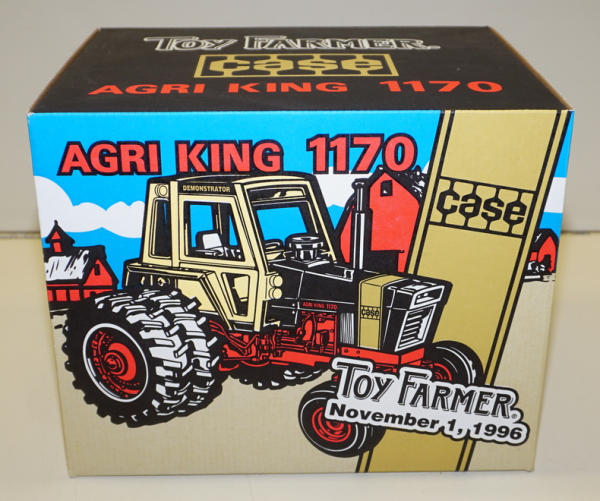 TOY FARMER®
CASE
AGRI KING 1170
AGRI KING 1170
DEMONSTRATOR
case
AGRI KING 1170
case
TOY FARMER®
November 1, 1996